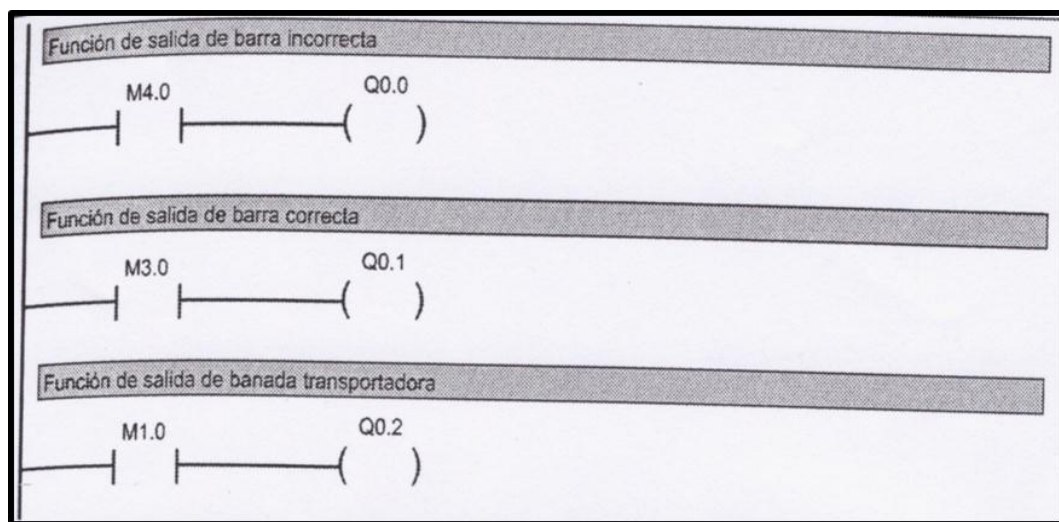 Función de salida de barra incorrecta
M4.0 Q0.0
Función de salida de barra correcta
M3.0 Q0.1
Función de salida de banada transportadora
M1.0 Q0.2